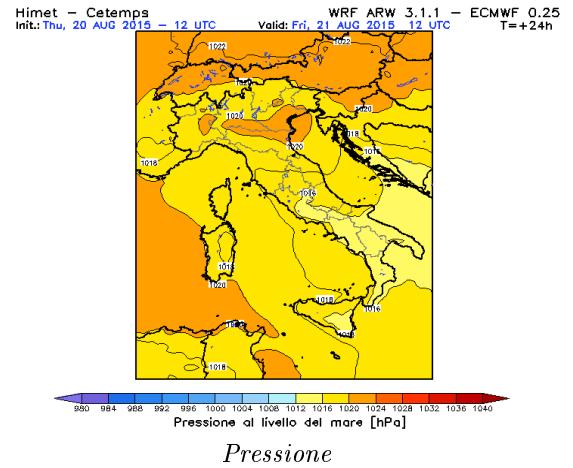 Himet – Cetemps WRF ARW 3.1.1 – ECMWF 0.25
Init.: Thu, 20 AUG 2015 – 12 UTC Valid: Fri, 21 AUG 2015 12 UTC T=+24h
1022 1022
1020
1020 1020
1018
1020
1018
1016
1018
1020
1018 1016
1018
980 984 988 992 996 1000 1004 1008 1012 1016 1020 1024 1028 1032 1036 1040
Pressione al livello del mare [hPa]
Pressione